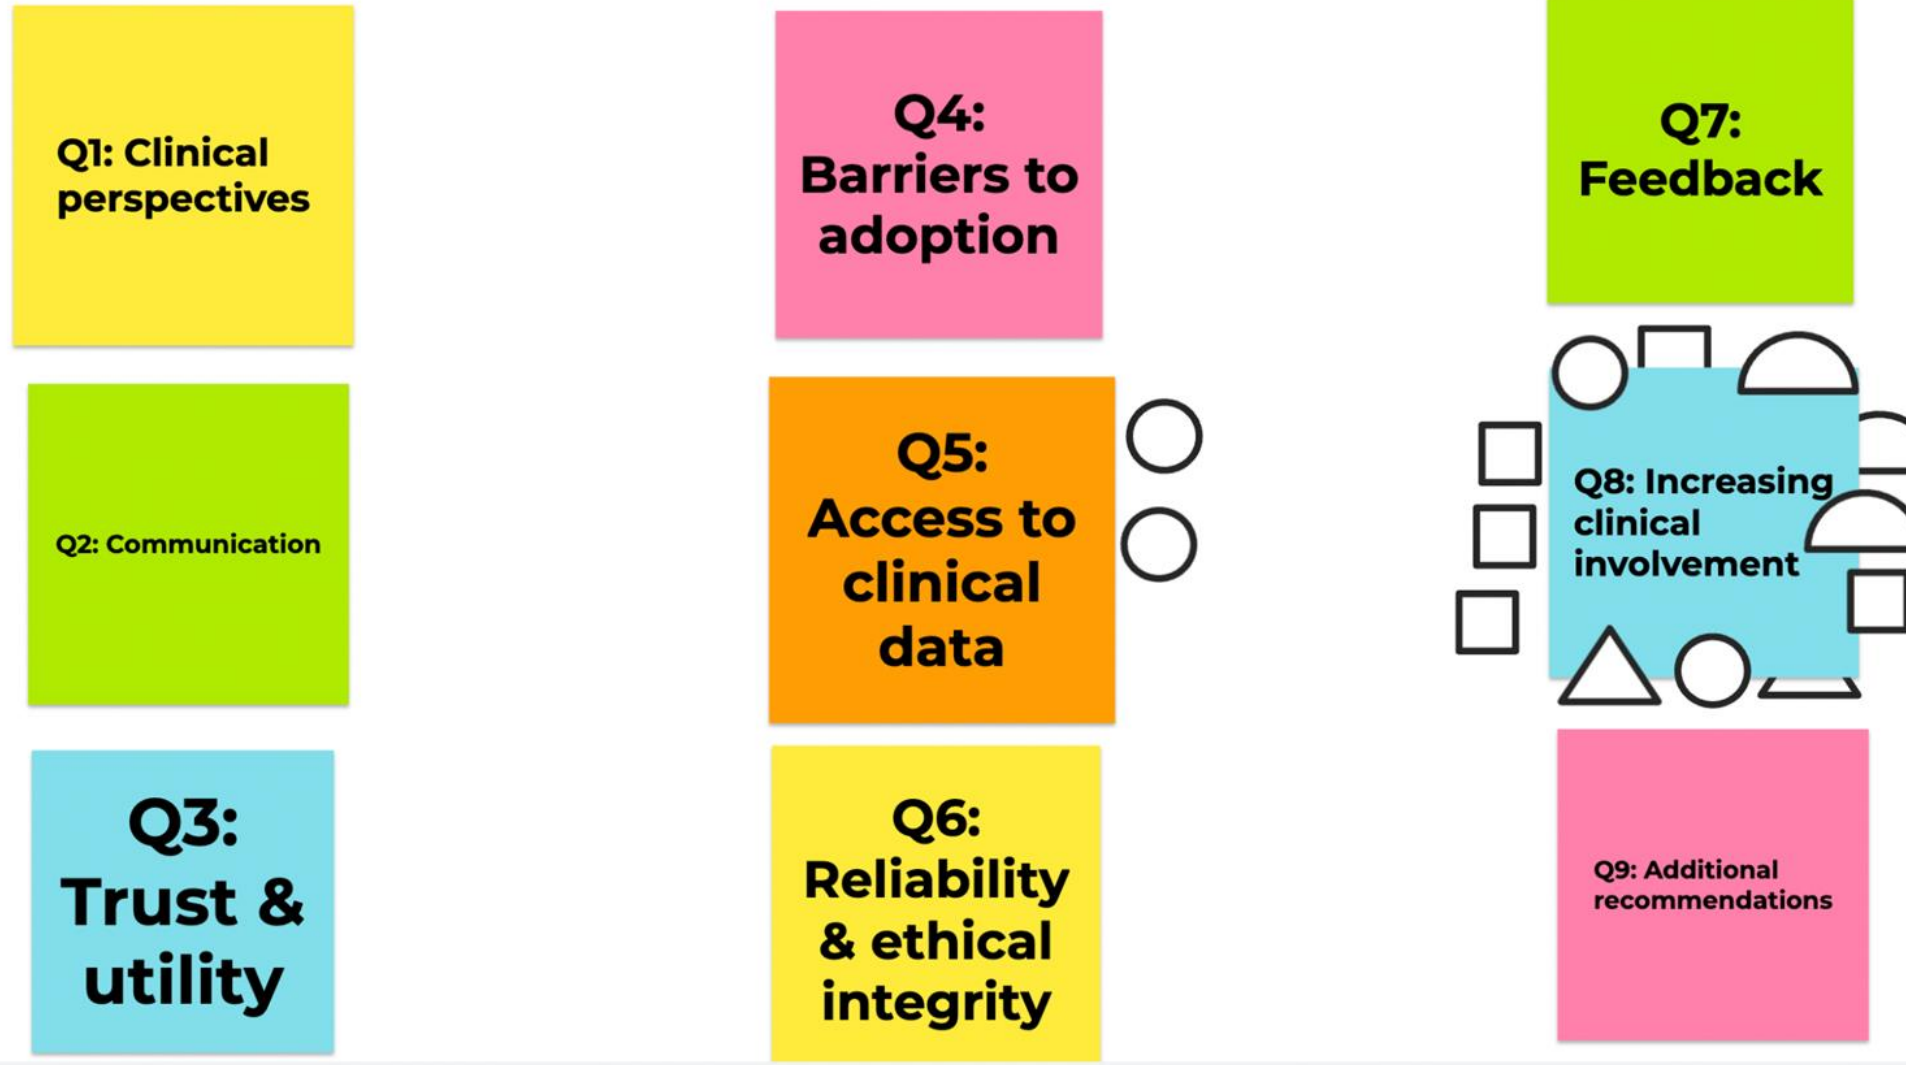 Q1: Clinical
perspectives
Q2: Communication
Q3:
Trust &
utility
Q4:
Barriers to
adoption
Q5:
Access to
clinical
data
Q6:
Reliability
& ethical
integrity
Q7:
Feedback
Q8: Increasing
clinical
involvement
Q9: Additional
recommendations